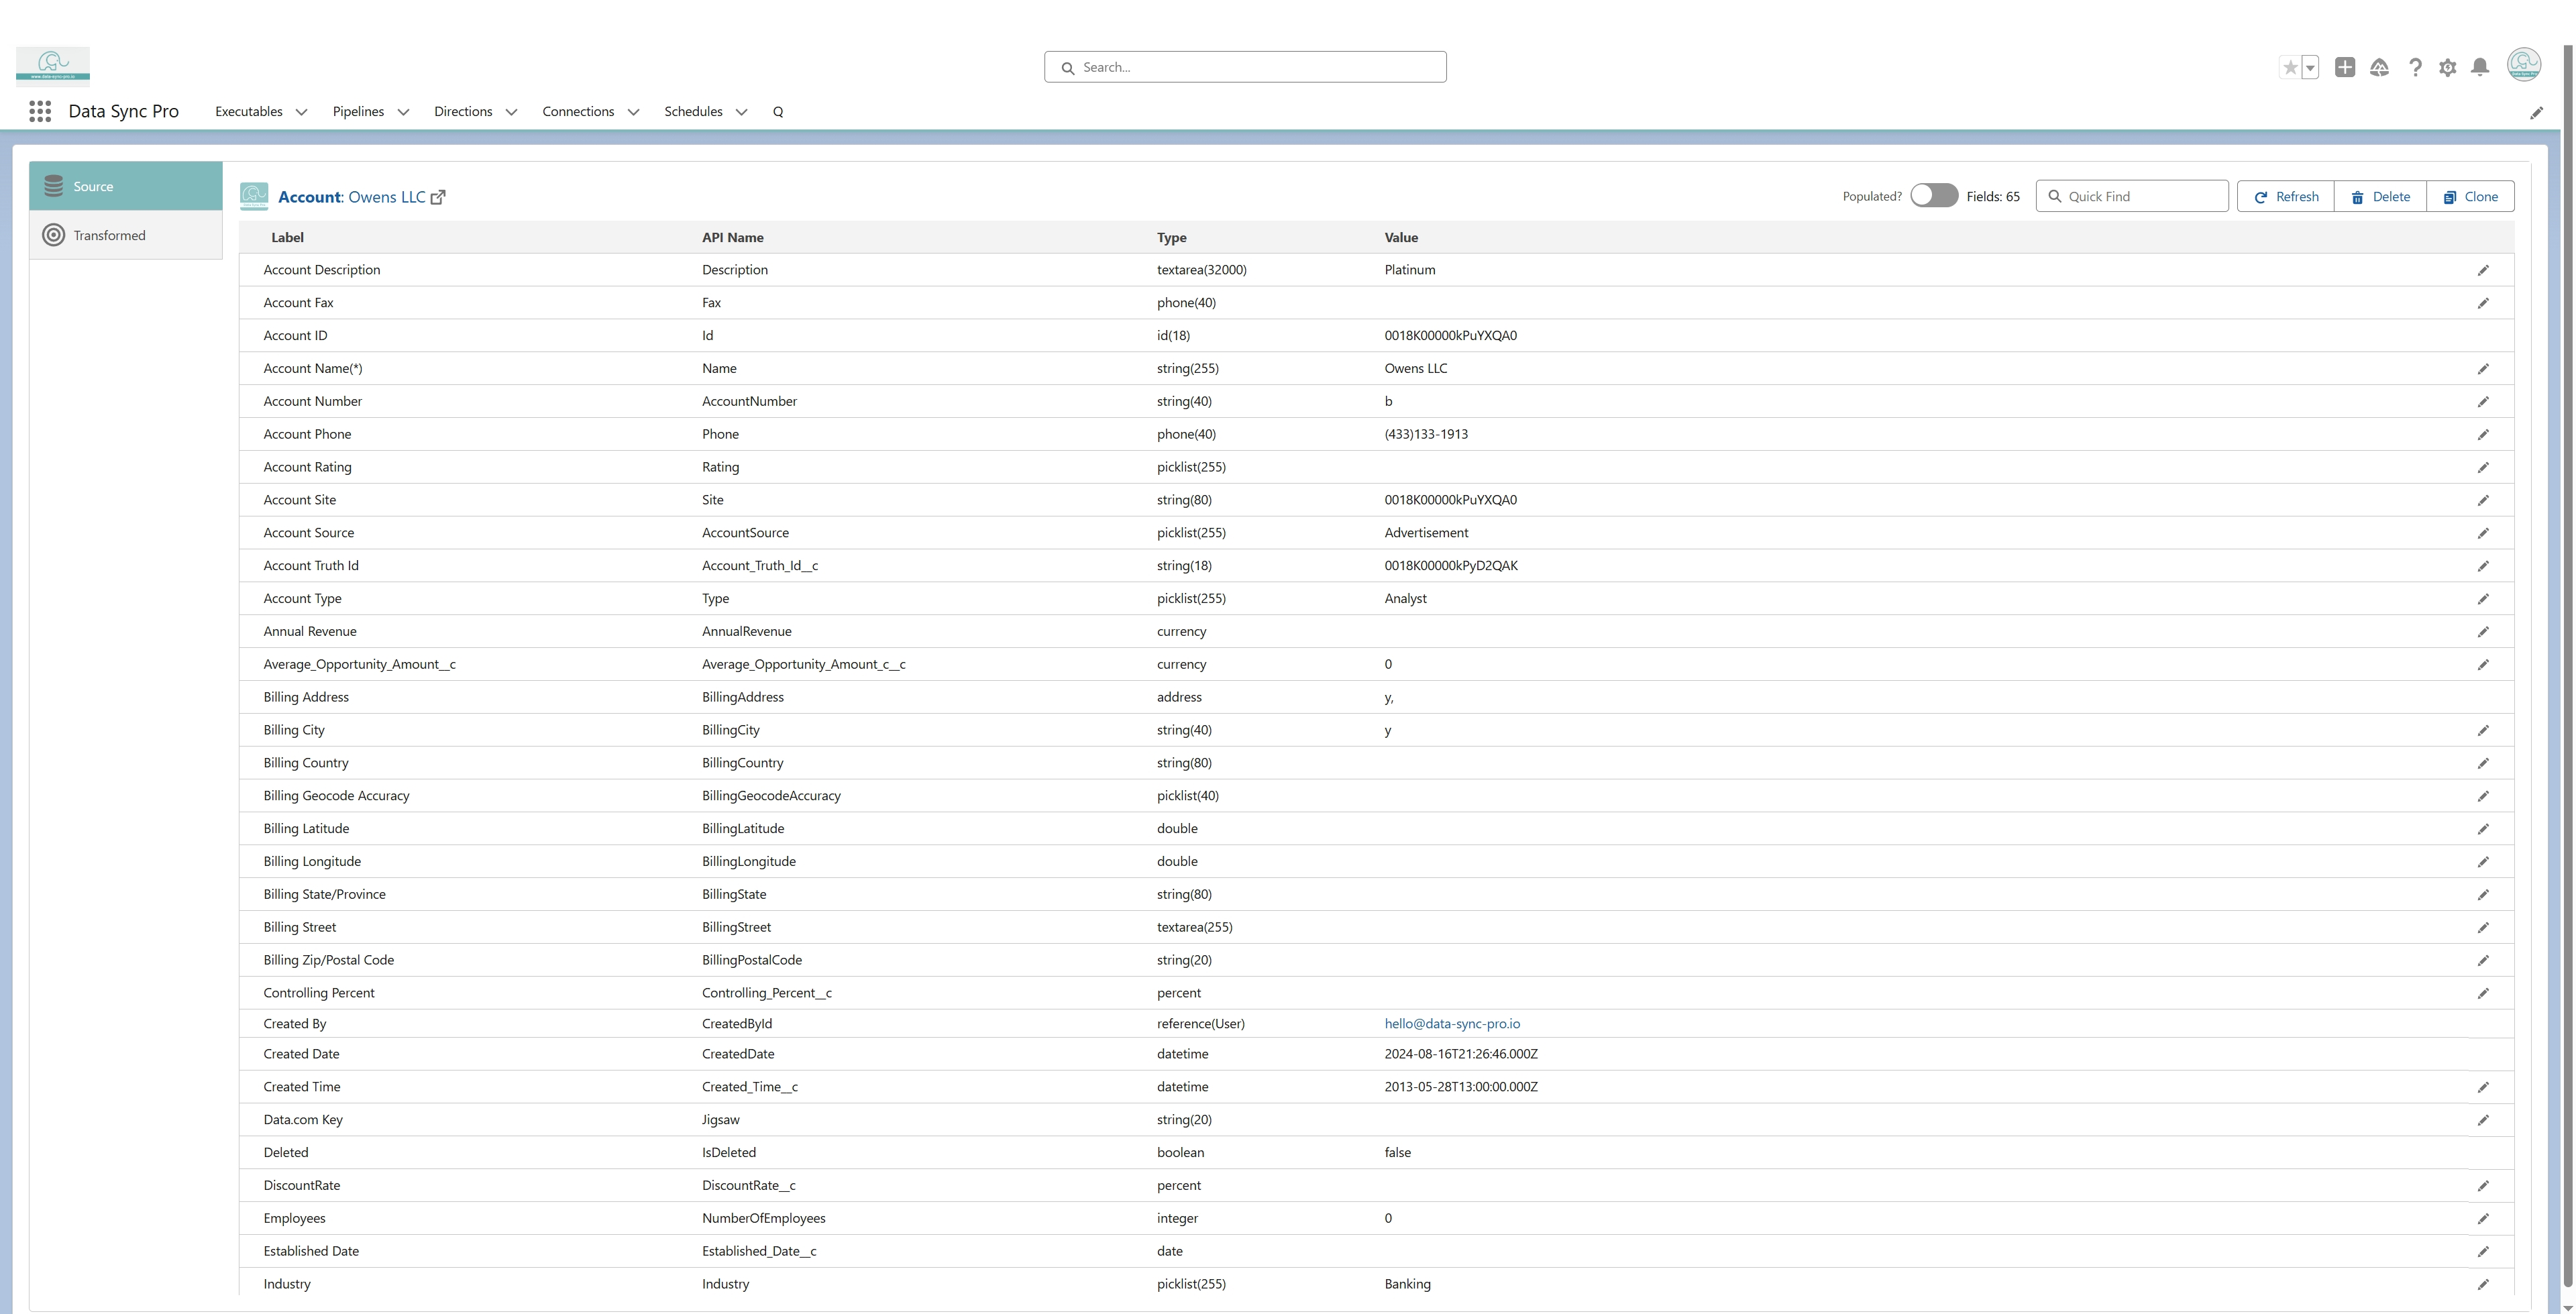 www.data-sync-pro.io
Search...
Data Sync Pro Executables Pipelines Directions Connections Schedules Q
Source
Transformed
Account: Owens LLC Populated? Fields: 65 Quick Find Refresh Delete Clone
Label API Name Type Value
Account Description Description textarea(32000) Platinum
Account Fax Fax phone(40)
Account ID Id id(18) 0018K00000kPuYXQA0
Account Name(*) Name string(255) Owens LLC
Account Number AccountNumber string(40) b
Account Phone Phone phone(40) (433)133-1913
Account Rating Rating picklist(255)
Account Site Site string(80) 0018K00000kPuYXQA0
Account Source AccountSource picklist(255) Advertisement
Account Truth Id Account_Truth_Id__c string(18) 0018K00000kPyD2QAK
Account Type Type picklist(255) Analyst
Annual Revenue AnnualRevenue currency
Average_Opportunity_Amount__c Average_Opportunity_Amount_c__c currency 0
Billing Address BillingAddress address y,
Billing City BillingCity string(40) y
Billing Country BillingCountry string(80)
Billing Geocode Accuracy BillingGeocodeAccuracy picklist(40)
Billing Latitude BillingLatitude double
Billing Longitude BillingLongitude double
Billing State/Province BillingState string(80)
Billing Street BillingStreet textarea(255)
Billing Zip/Postal Code BillingPostalCode string(20)
Controlling Percent Controlling_Percent__c percent
Created By CreatedById reference(User) hello@data-sync-pro.io
Created Date CreatedDate datetime 2024-08-16T21:26:46.000Z
Created Time Created_Time__c datetime 2013-05-28T13:00:00.000Z
Data.com Key Jigsaw string(20)
Deleted IsDeleted boolean false
DiscountRate DiscountRate__c percent
Employees NumberOfEmployees integer 0
Established Date Established_Date__c date
Industry Industry picklist(255) Banking